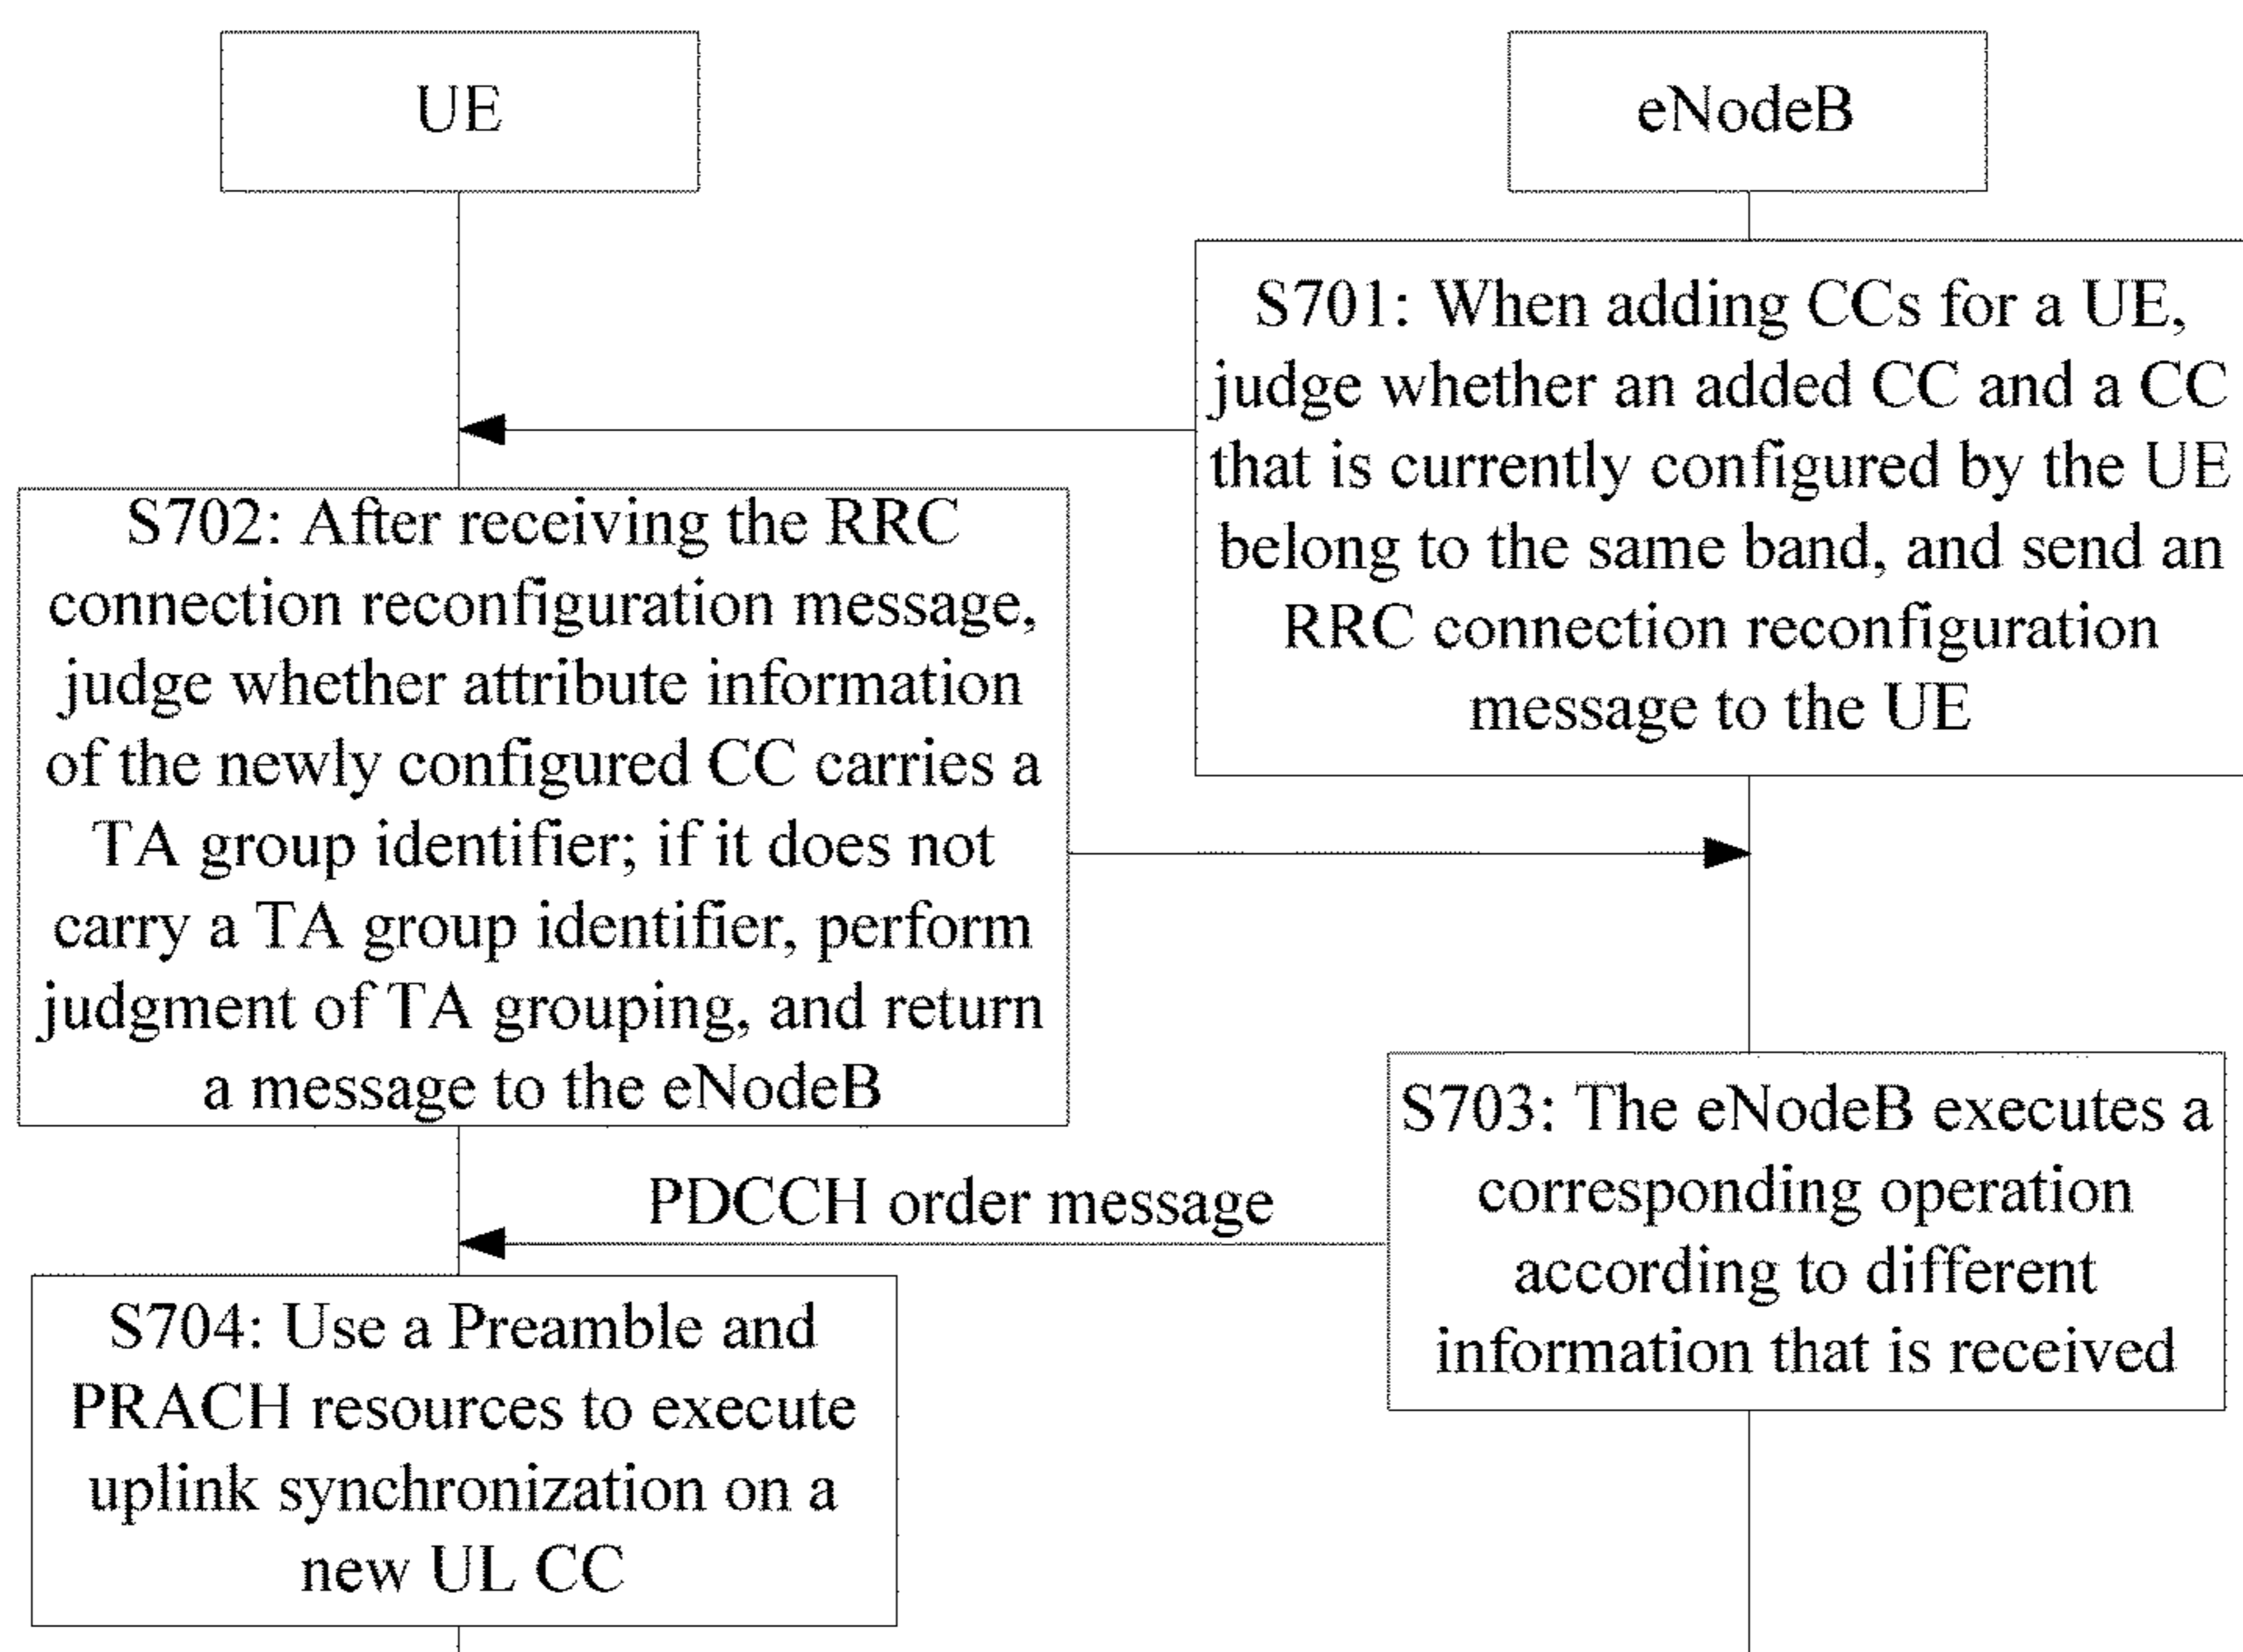 UE
eNodeB
S701: When adding CCs for a UE,
judge whether an added CC and a CC
that is currently configured by the UE
belong to the same band, and send an
RRC connection reconfiguration
message to the UE
S702: After receiving the RRC
connection reconfiguration message,
judge whether attribute information
of the newly configured CC carries a
TA group identifier; if it does not
carry a TA group identifier, perform
judgment of TA grouping, and return
a message to the eNodeB
S703: The eNodeB executes a
corresponding operation
according to different
information that is received
PDCCH order message
S704: Use a Preamble and
PRACH resources to execute
uplink synchronization on a
new UL CC